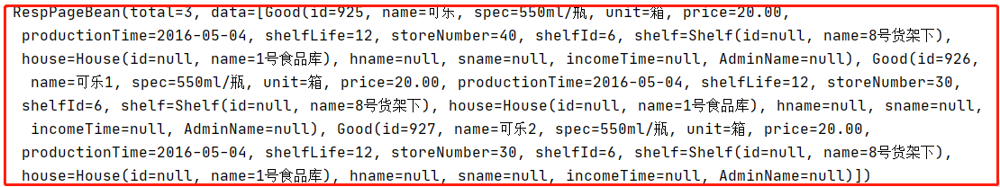 RespPageBean(total=3, data=[Good(id=925, name=可乐, spec=550ml/瓶, unit=箱, price=20.00,
productionTime=2016-05-04, shelfLife=12, storeNumber=40, shelfId=6, shelf=Shelf(id=null, name=8号货架下),
house=House(id=null, name=1号食品库), hname=null, sname=null, incomeTime=null, AdminName=null), Good(id=926,
name=可乐1, spec=550ml/瓶, unit=箱, price=20.00, productionTime=2016-05-04, shelfLife=12, storeNumber=30,
shelfId=6, shelf=Shelf(id=null, name=8号货架下), house=House(id=null, name=1号食品库), hname=null, sname=null,
incomeTime=null, AdminName=null), Good(id=927, name=可乐2, spec=550ml/瓶, unit=箱, price=20.00,
productionTime=2016-05-04, shelfLife=12, storeNumber=30, shelfId=6, shelf=Shelf(id=null, name=8号货架下),
house=House(id=null, name=1号食品库), hname=null, sname=null, incomeTime=null, AdminName=null)])